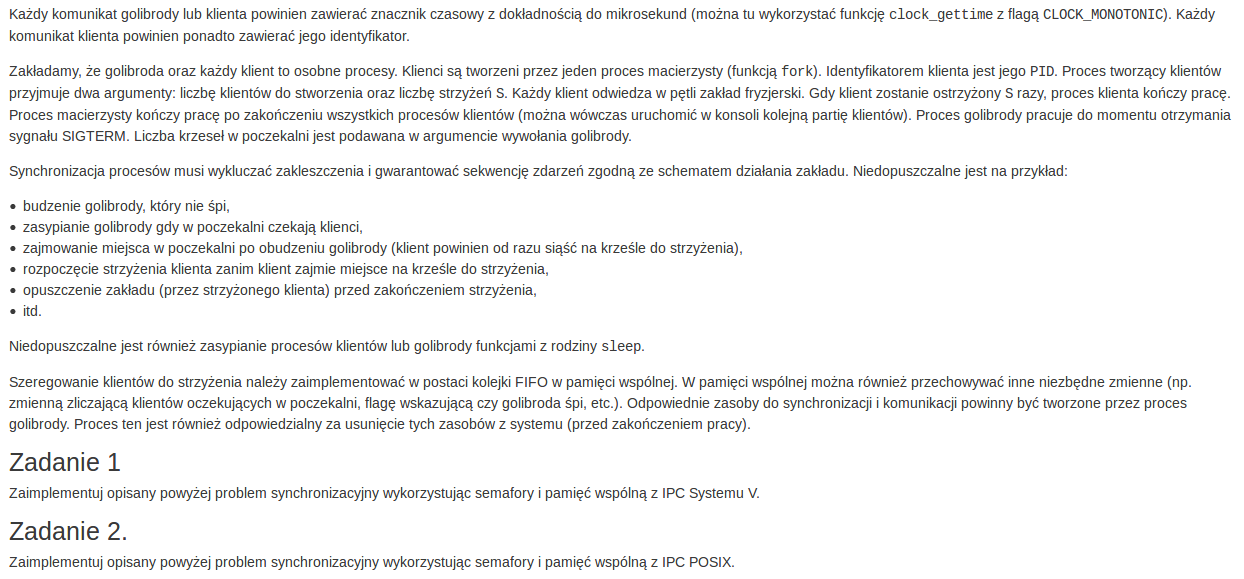 Każdy komunikat golibrody lub klienta powinien zawierać znacznik czasowy z dokładnością do mikrosekund (można tu wykorzystać funkcję clock_gettime z flagą CLOCK_MONOTONIC). Każdy
komunikat klienta powinien ponadto zawierać jego identyfikator.
Zakładamy, że golibroda oraz każdy klient to osobne procesy. Klienci są tworzeni przez jeden proces macierzysty (funkcją fork). Identyfikatorem klienta jest jego PID. Proces tworzący klientów
przyjmuje dwa argumenty: liczbę klientów do stworzenia oraz liczbę strzyżeń S. Każdy klient odwiedza w pętli zakład fryzjerski. Gdy klient zostanie ostrzyżony S razy, proces klienta kończy pracę.
Proces macierzysty kończy pracę po zakończeniu wszystkich procesów klientów (można wówczas uruchomić w konsoli kolejną partię klientów). Proces golibrody pracuje do momentu otrzymania
sygnału SIGTERM. Liczba krzeseł w poczekalni jest podawana w argumencie wywołania golibrody.
Synchronizacja procesów musi wykluczać zakleszczenia i gwarantować sekwencję zdarzeń zgodną ze schematem działania zakładu. Niedopuszczalne jest na przykład:
• budzenie golibrody, który nie śpi,
• zasypianie golibrody gdy w poczekalni czekają klienci,
• zajmowanie miejsca w poczekalni po obudzeniu golibrody (klient powinien od razu siąść na krześle do strzyżenia),
• rozpoczęcie strzyżenia klienta zanim klient zajmie miejsce na krześle do strzyżenia,
• opuszczenie zakładu (przez strzyżonego klienta) przed zakończeniem strzyżenia,
• itd.
Niedopuszczalne jest również zasypianie procesów klientów lub golibrody funkcjami z rodziny sleep.
Szeregowanie klientów do strzyżenia należy zaimplementować w postaci kolejki FIFO w pamięci wspólnej. W pamięci wspólnej można również przechowywać inne niezbędne zmienne (np.
zmienną zliczającą klientów oczekujących w poczekalni, flagę wskazującą czy golibroda śpi, etc.). Odpowiednie zasoby do synchronizacji i komunikacji powinny być tworzone przez proces
golibrody. Proces ten jest również odpowiedzialny za usunięcie tych zasobów z systemu (przed zakończeniem pracy).
Zadanie 1
Zaimplementuj opisany powyżej problem synchronizacyjny wykorzystując semafory i pamięć wspólną z IPC Systemu V.
Zadanie 2.
Zaimplementuj opisany powyżej problem synchronizacyjny wykorzystując semafory i pamięć wspólną z IPC POSIX.